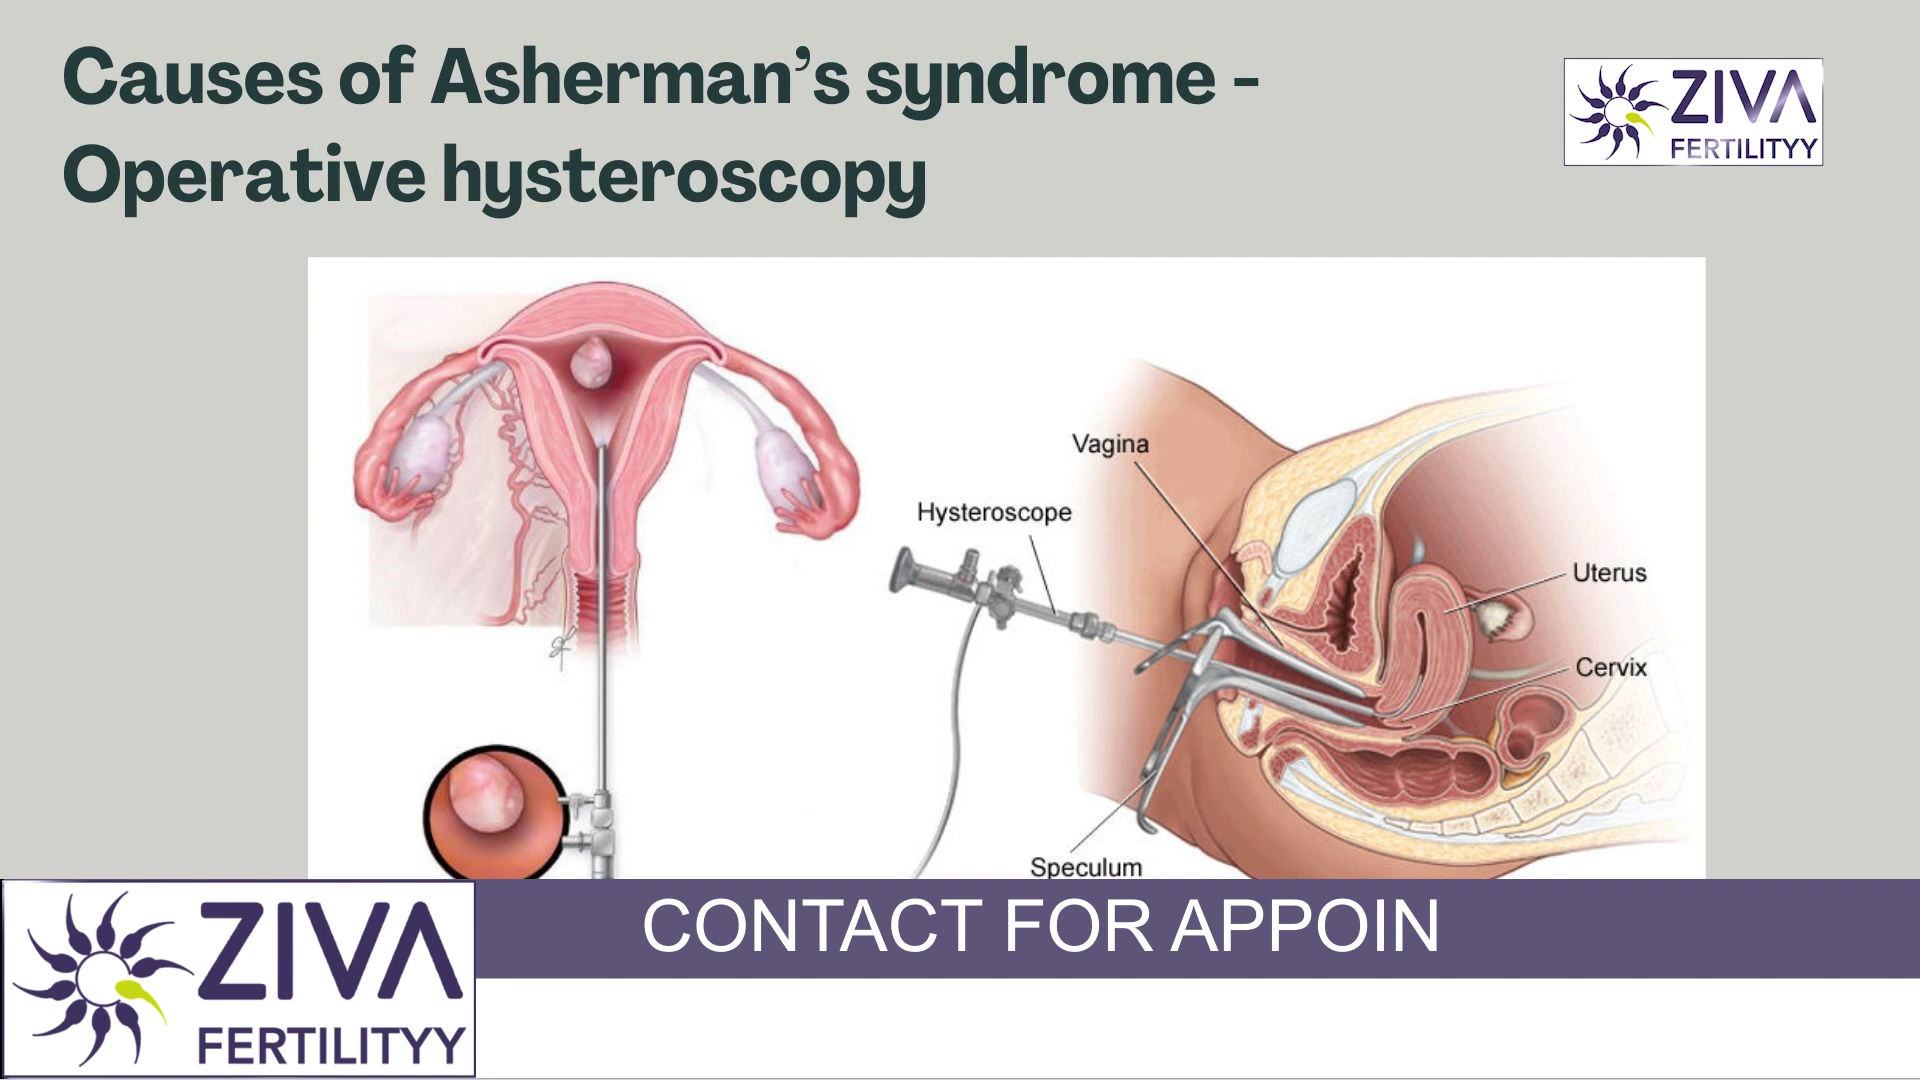 Causes of Asherman’s syndrome -
Operative hysteroscopy
ZIVA
FERTILITYY
Vagina
Hysteroscope
Uterus
Cervix
Speculum
ZIVA
FERTILITYY
CONTACT FOR APPOIN